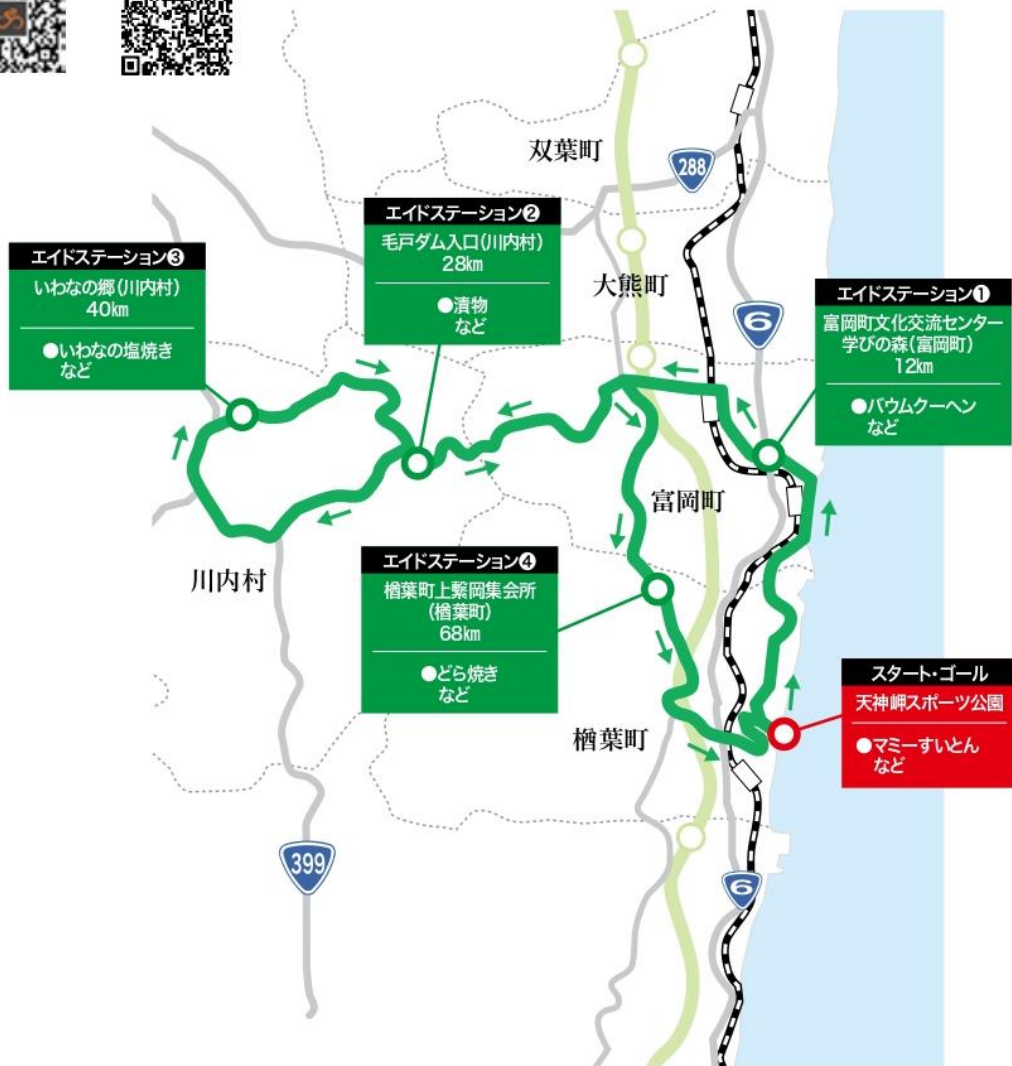 双葉町
288
エイドステーション②
毛戸ダム入口(川内村)
28km
●漬物
など
エイドステーション③
いわなの郷(川内村)
40km
●いわなの塩焼き
など
大熊町
6
エイドステーション①
富岡町文化交流センター
学びの森(富岡町)
12km
●バウムクーヘン
など
富岡町
川内村
エイドステーション④
楢葉町上繋岡集会所
(楢葉町)
68km
●どら焼き
など
スタート・ゴール
天神岬スポーツ公園
●マミーすいとん
など
楢葉町
399
6